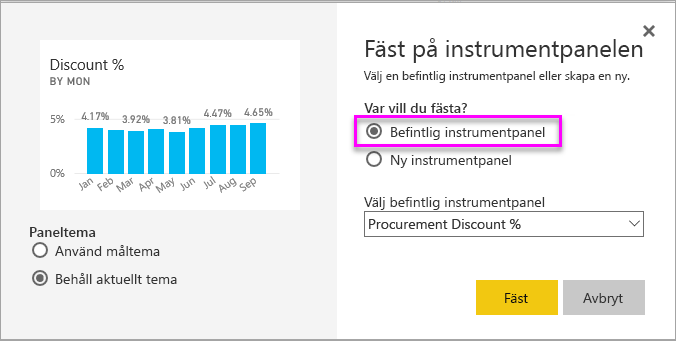 Discount %
BY MON
4.17% 3.92% 3.81% 4.47% 4.65%
5%
0%
Jan Feb Mar Apr May Jun Jul Aug Sep
Paneltema
Använd måltema
Behåll aktuellt tema
Fäst på instrumentpanelen
Välj en befintlig instrumentpanel eller skapa en ny.
Var vill du fästa?
Befintlig instrumentpanel
Ny instrumentpanel
Välj befintlig instrumentpanel
Procurement Discount %
Fäst Avbryt